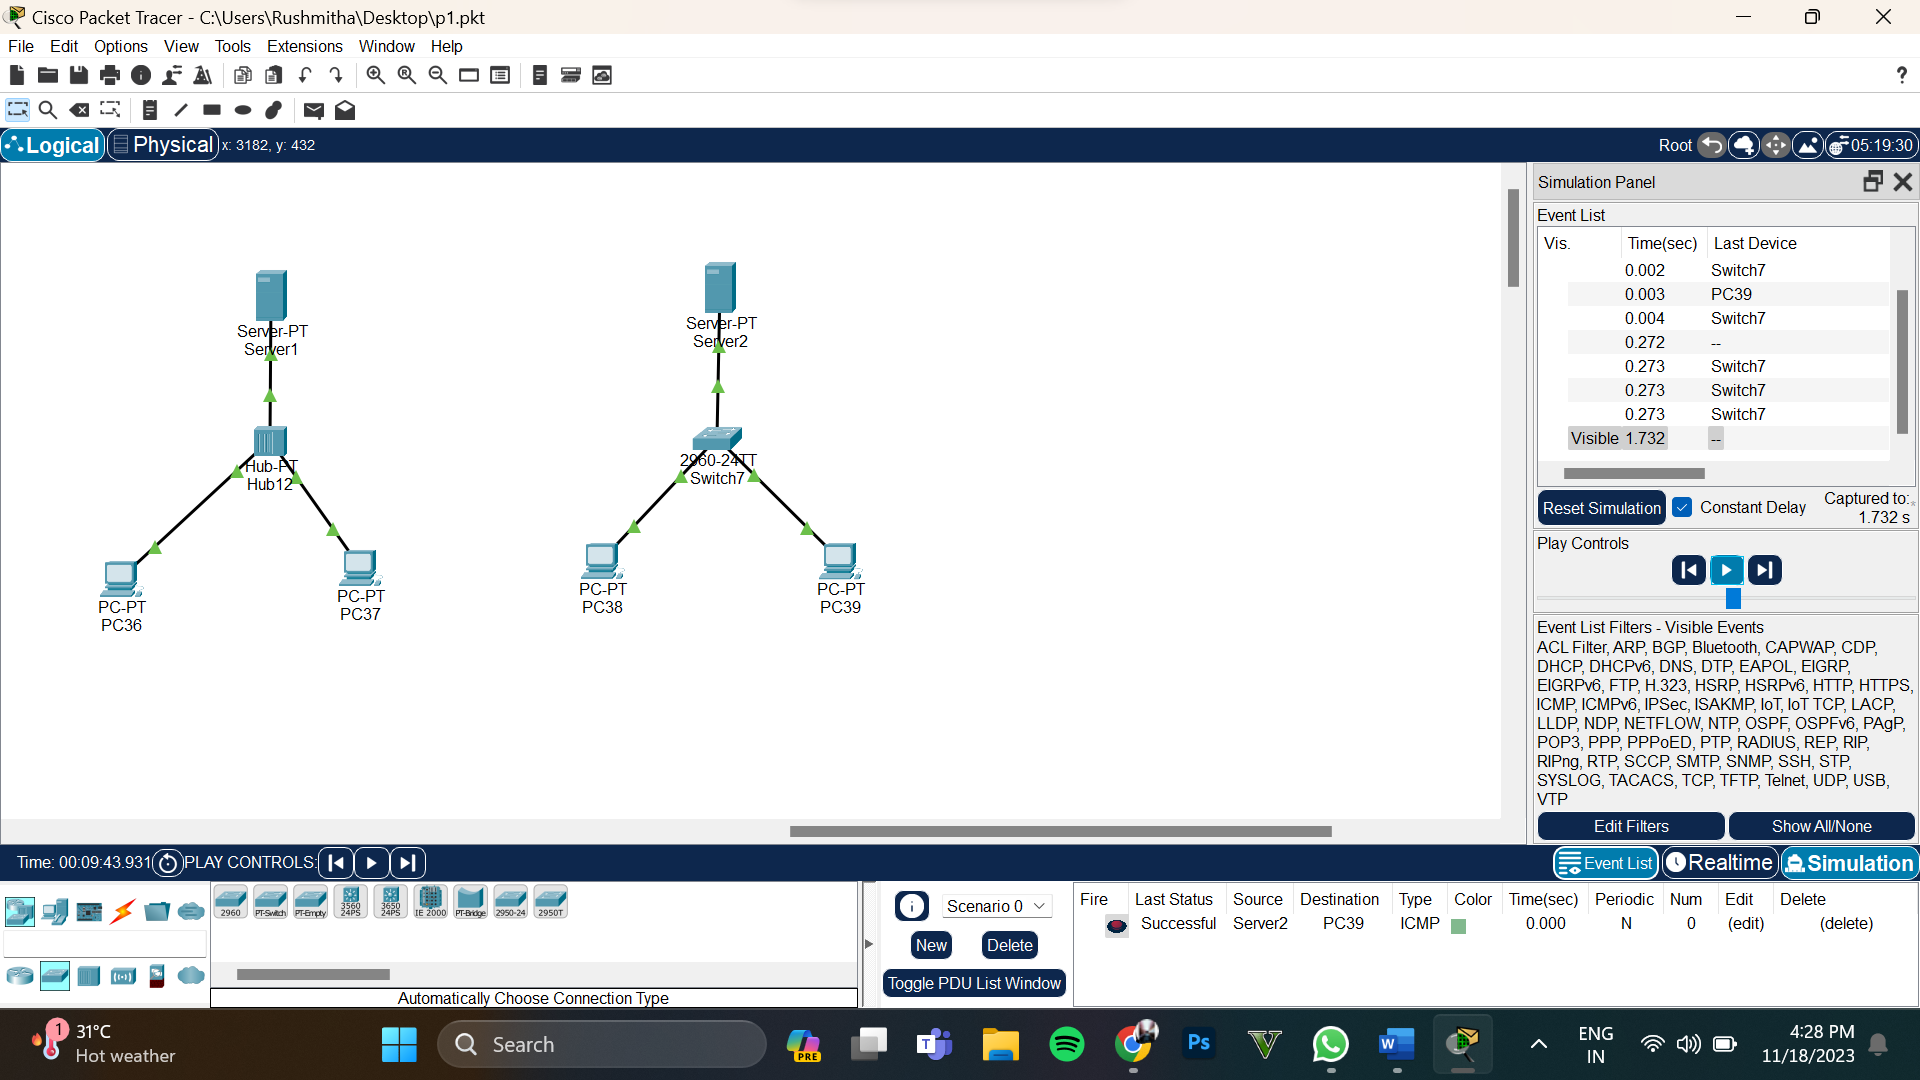 Cisco Packet Tracer - C:\Users\Rushmitha\Desktop\p1.pkt
File Edit Options View Tools Extensions Window Help
?
Logical Physical x: 3182, y: 432 Root 05:19:30
Simulation Panel
Event List
Vis. Time(sec) Last Device
0.002 Switch7
0.003 PC39
0.004 Switch7
0.272 --
0.273 Switch7
0.273 Switch7
0.273 Switch7
Visible 1.732 --
Reset Simulation Constant Delay Captured to:
1.732 s
Play Controls
Event List Filters - Visible Events
ACL Filter, ARP, BGP, Bluetooth, CAPWAP, CDP,
DHCP, DHCPv6, DNS, DTP, EAPOL, EIGRP,
EIGRPv6, FTP, H.323, HSRP, HSRPv6, HTTP, HTTPS,
ICMP, ICMPv6, IPSec, ISAKMP, IoT, IoT TCP, LACP,
LLDP, NDP, NETFLOW, NTP, OSPF, OSPFv6, PAgP,
POP3, PPP, PPPoED, PTP, RADIUS, REP, RIP,
RIPng, RTP, SCCP, SMTP, SNMP, SSH, STP,
SYSLOG, TACACS, TCP, TFTP, Telnet, UDP, USB,
VTP
Edit Filters Show All/None
Server-PT
Server1
Hub-PT
Hub12
PC-PT
PC36
PC-PT
PC37
Server-PT
Server2
2960-24TT
Switch7
PC-PT
PC38
PC-PT
PC39
Time: 00:09:43.931 PLAY CONTROLS: Event List Realtime Simulation
2960 PT-Switch PT-Empty 3560 24PS 3650 24PS IE 2000 PT-Bridge 2950-24 2950T
Automatically Choose Connection Type
Scenario 0
New Delete
Toggle PDU List Window
Fire Last Status Source Destination Type Color Time(sec) Periodic Num Edit Delete
Successful Server2 PC39 ICMP 0.000 N 0 (edit) (delete)
1 31°C
Hot weather
Search
PRE
T
Ps
V
W
ENG
IN
4:28 PM
11/18/2023